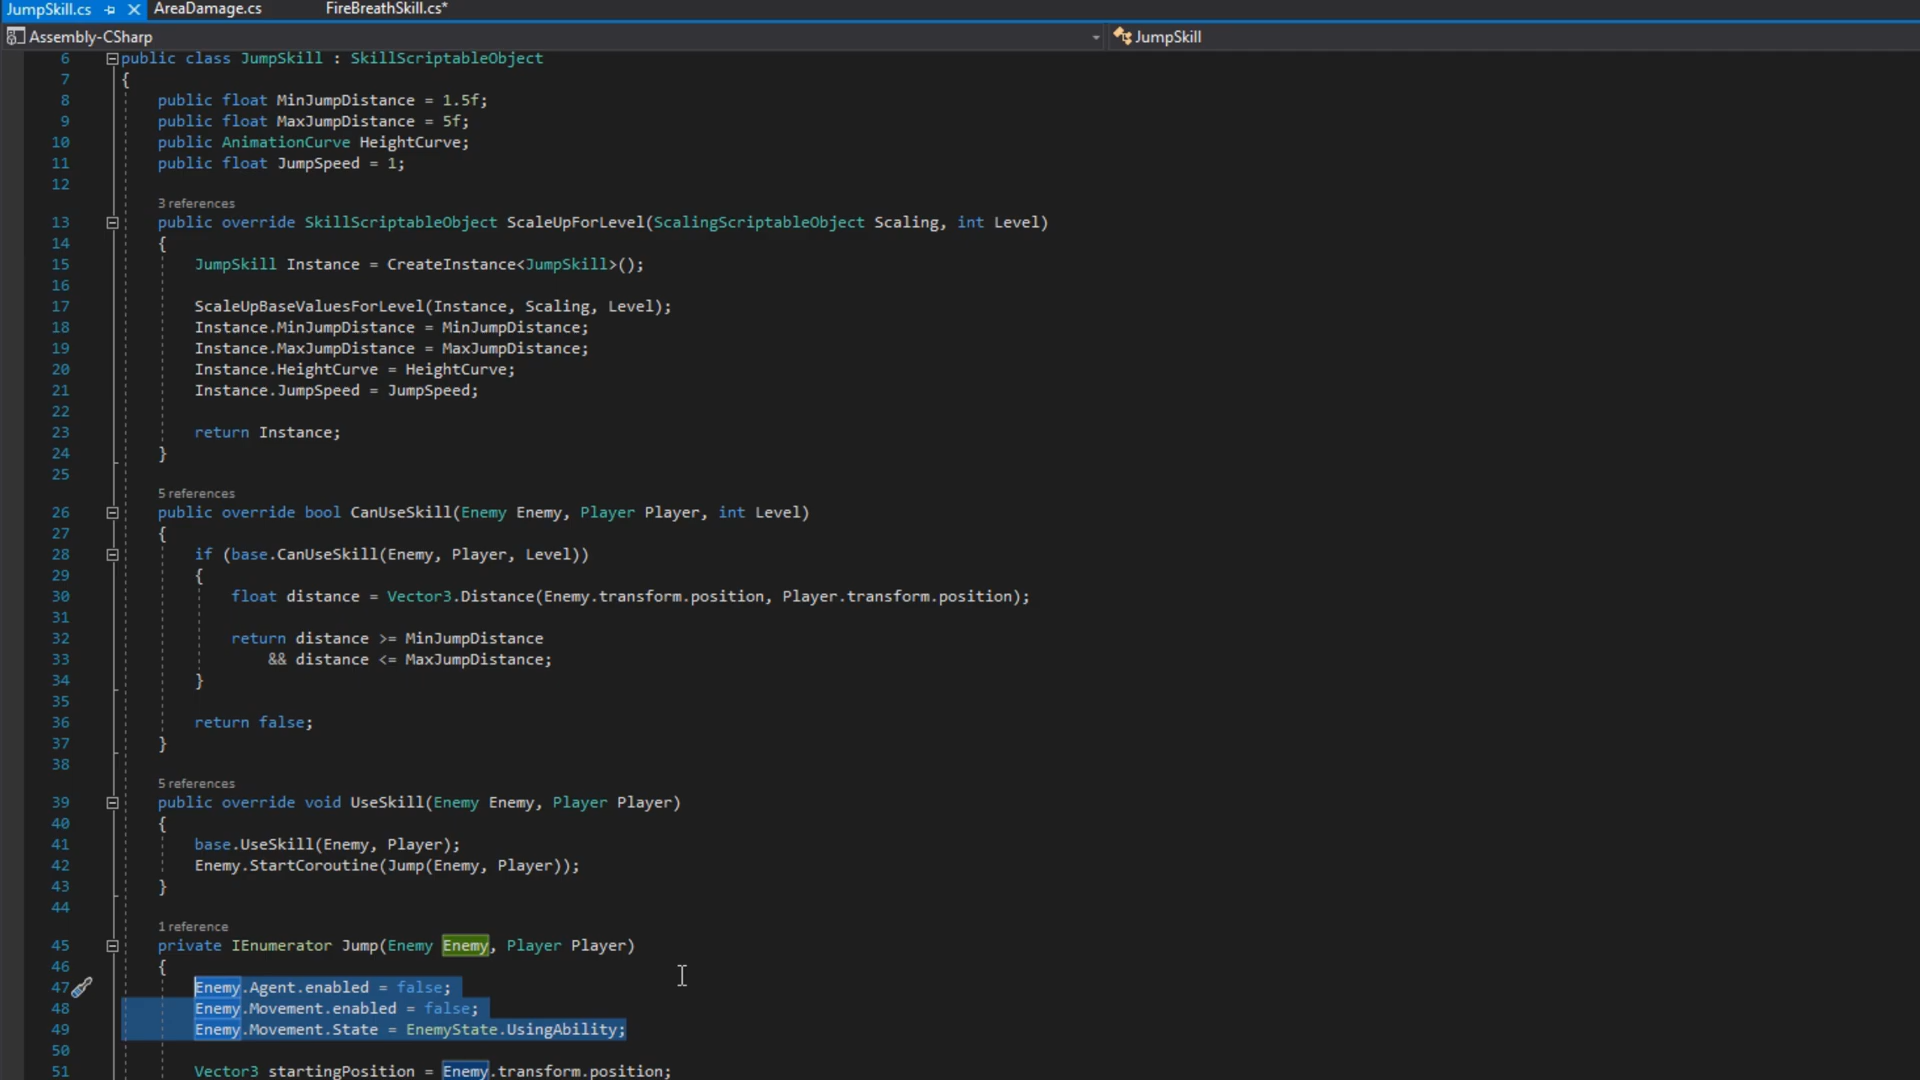 JumpSkill.cs AreaDamage.cs FireBreathSkill.cs*
Assembly-CSharp JumpSkill
6 public class JumpSkill : SkillScriptableObject
7 {
8 public float MinJumpDistance = 1.5f;
9 public float MaxJumpDistance = 5f;
10 public AnimationCurve HeightCurve;
11 public float JumpSpeed = 1;
12
3 references
13 public override SkillScriptableObject ScaleUpForLevel(ScalingScriptableObject Scaling, int Level)
14 {
15 JumpSkill Instance = CreateInstance<JumpSkill>();
16
17 ScaleUpBaseValuesForLevel(Instance, Scaling, Level);
18 Instance.MinJumpDistance = MinJumpDistance;
19 Instance.MaxJumpDistance = MaxJumpDistance;
20 Instance.HeightCurve = HeightCurve;
21 Instance.JumpSpeed = JumpSpeed;
22
23 return Instance;
24 }
25
5 references
26 public override bool CanUseSkill(Enemy Enemy, Player Player, int Level)
27 {
28 if (base.CanUseSkill(Enemy, Player, Level))
29 {
30 float distance = Vector3.Distance(Enemy.transform.position, Player.transform.position);
31
32 return distance >= MinJumpDistance
33 && distance <= MaxJumpDistance;
34 }
35
36 return false;
37 }
38
5 references
39 public override void UseSkill(Enemy Enemy, Player Player)
40 {
41 base.UseSkill(Enemy, Player);
42 Enemy.StartCoroutine(Jump(Enemy, Player));
43 }
44
1 reference
45 private IEnumerator Jump(Enemy Enemy, Player Player)
46 {
47 Enemy.Agent.enabled = false;
48 Enemy.Movement.enabled = false;
49 Enemy.Movement.State = EnemyState.UsingAbility;
50
51 Vector3 startingPosition = Enemy.transform.position;